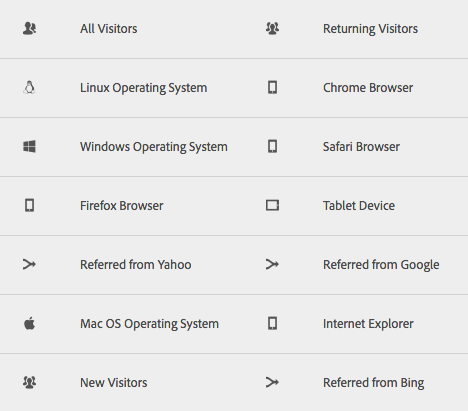 All Visitors
Returning Visitors
Linux Operating System
Chrome Browser
Windows Operating System
Safari Browser
Firefox Browser
Tablet Device
Referred from Yahoo
Referred from Google
Mac OS Operating System
Internet Explorer
New Visitors
Referred from Bing